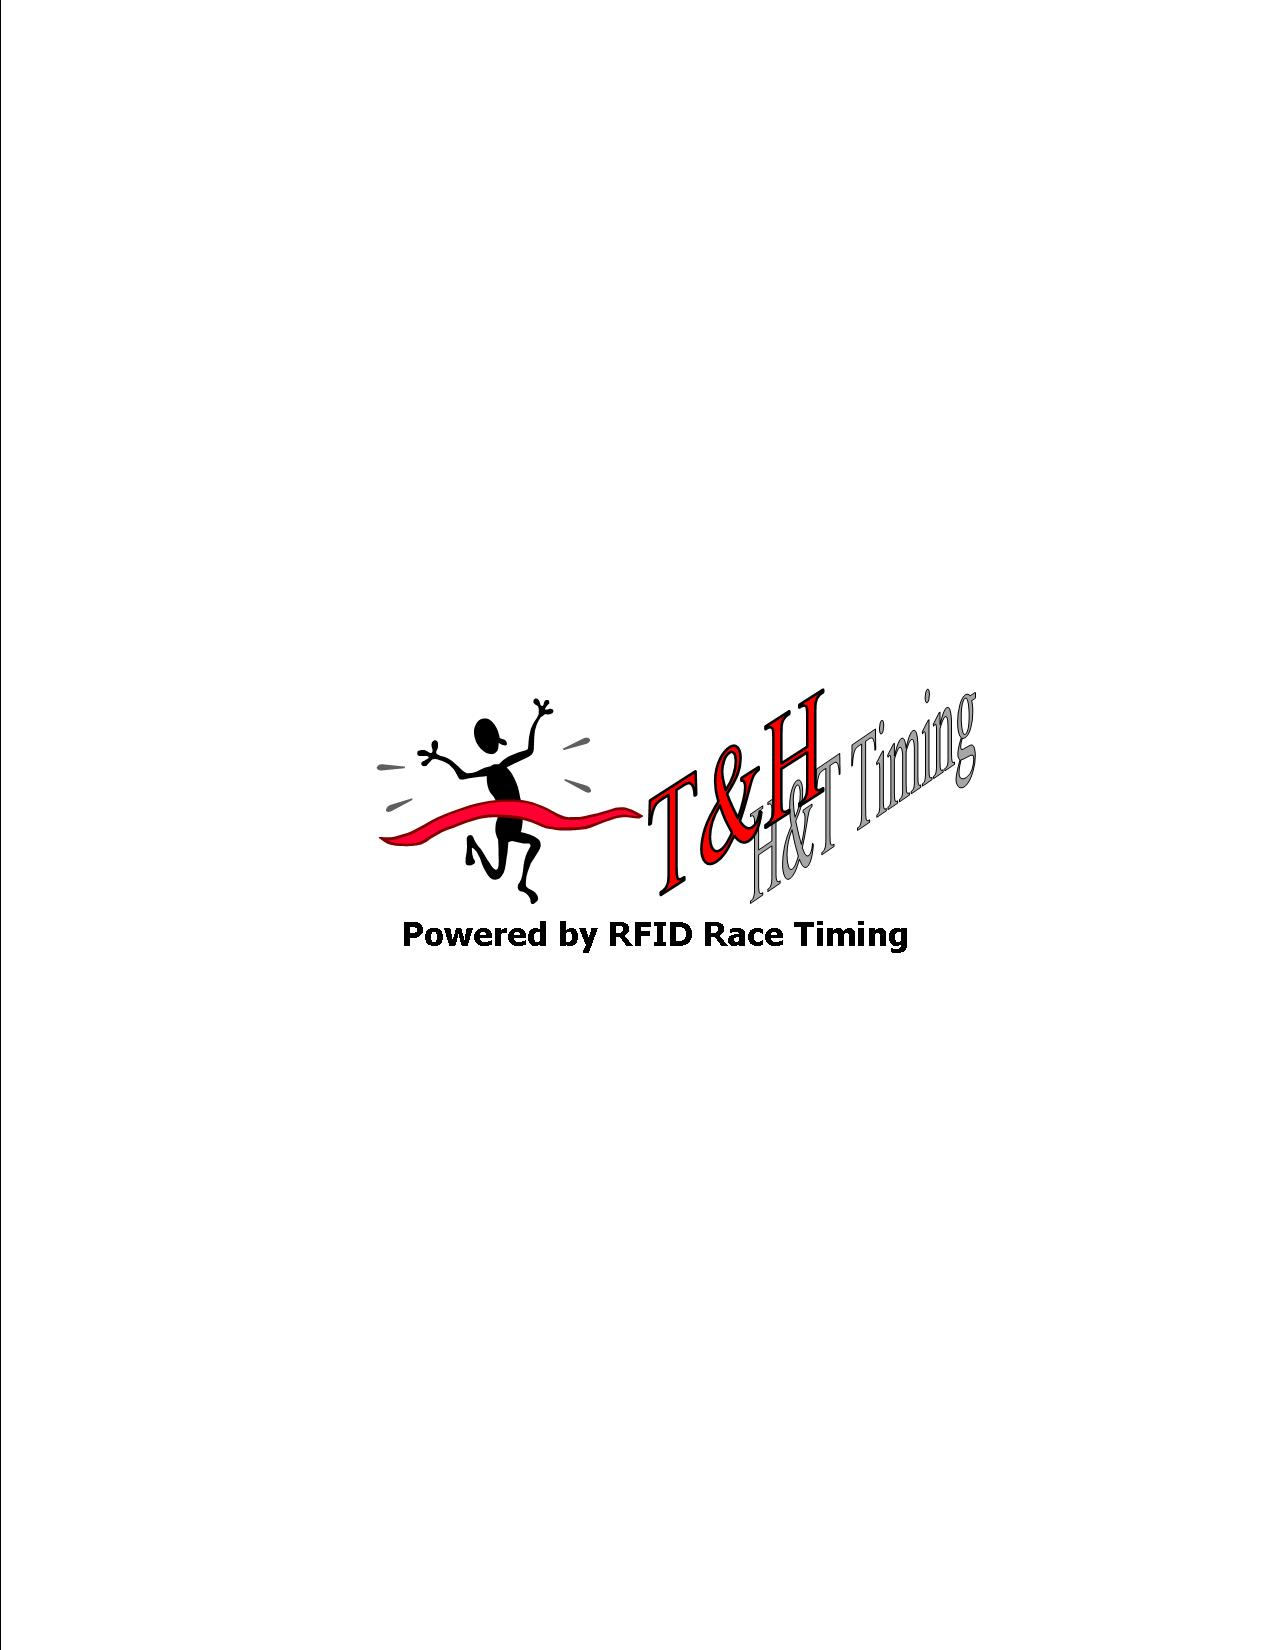 T&H
H&T Timing
Powered by RFID Race Timing